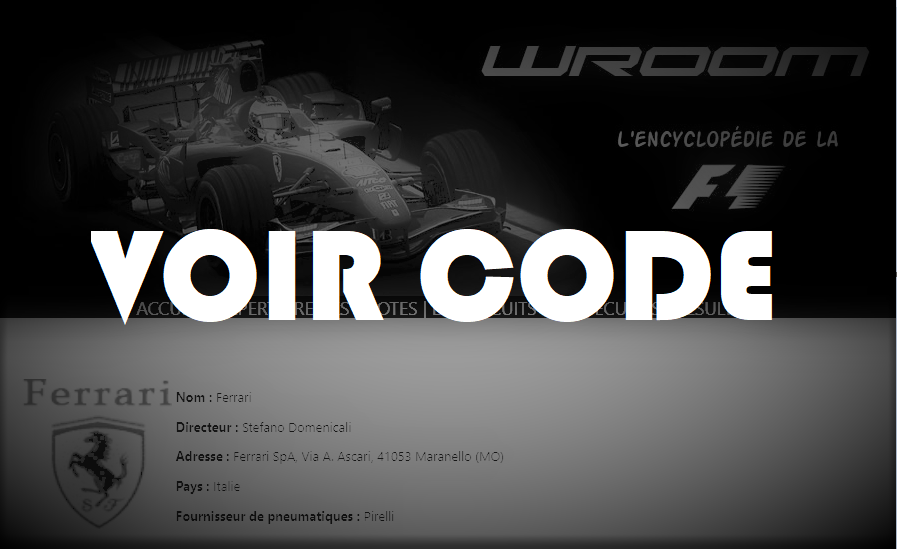 WROOM
L'ENCYCLOPÉDIE DE LA
F1
VOIR CODE
Ferrari
Nom : Ferrari
Directeur : Stefano Domenicali
Adresse : Ferrari SpA, Via A. Ascari, 41053 Maranello (MO)
Pays : Italie
Fournisseur de pneumatiques : Pirelli
S F